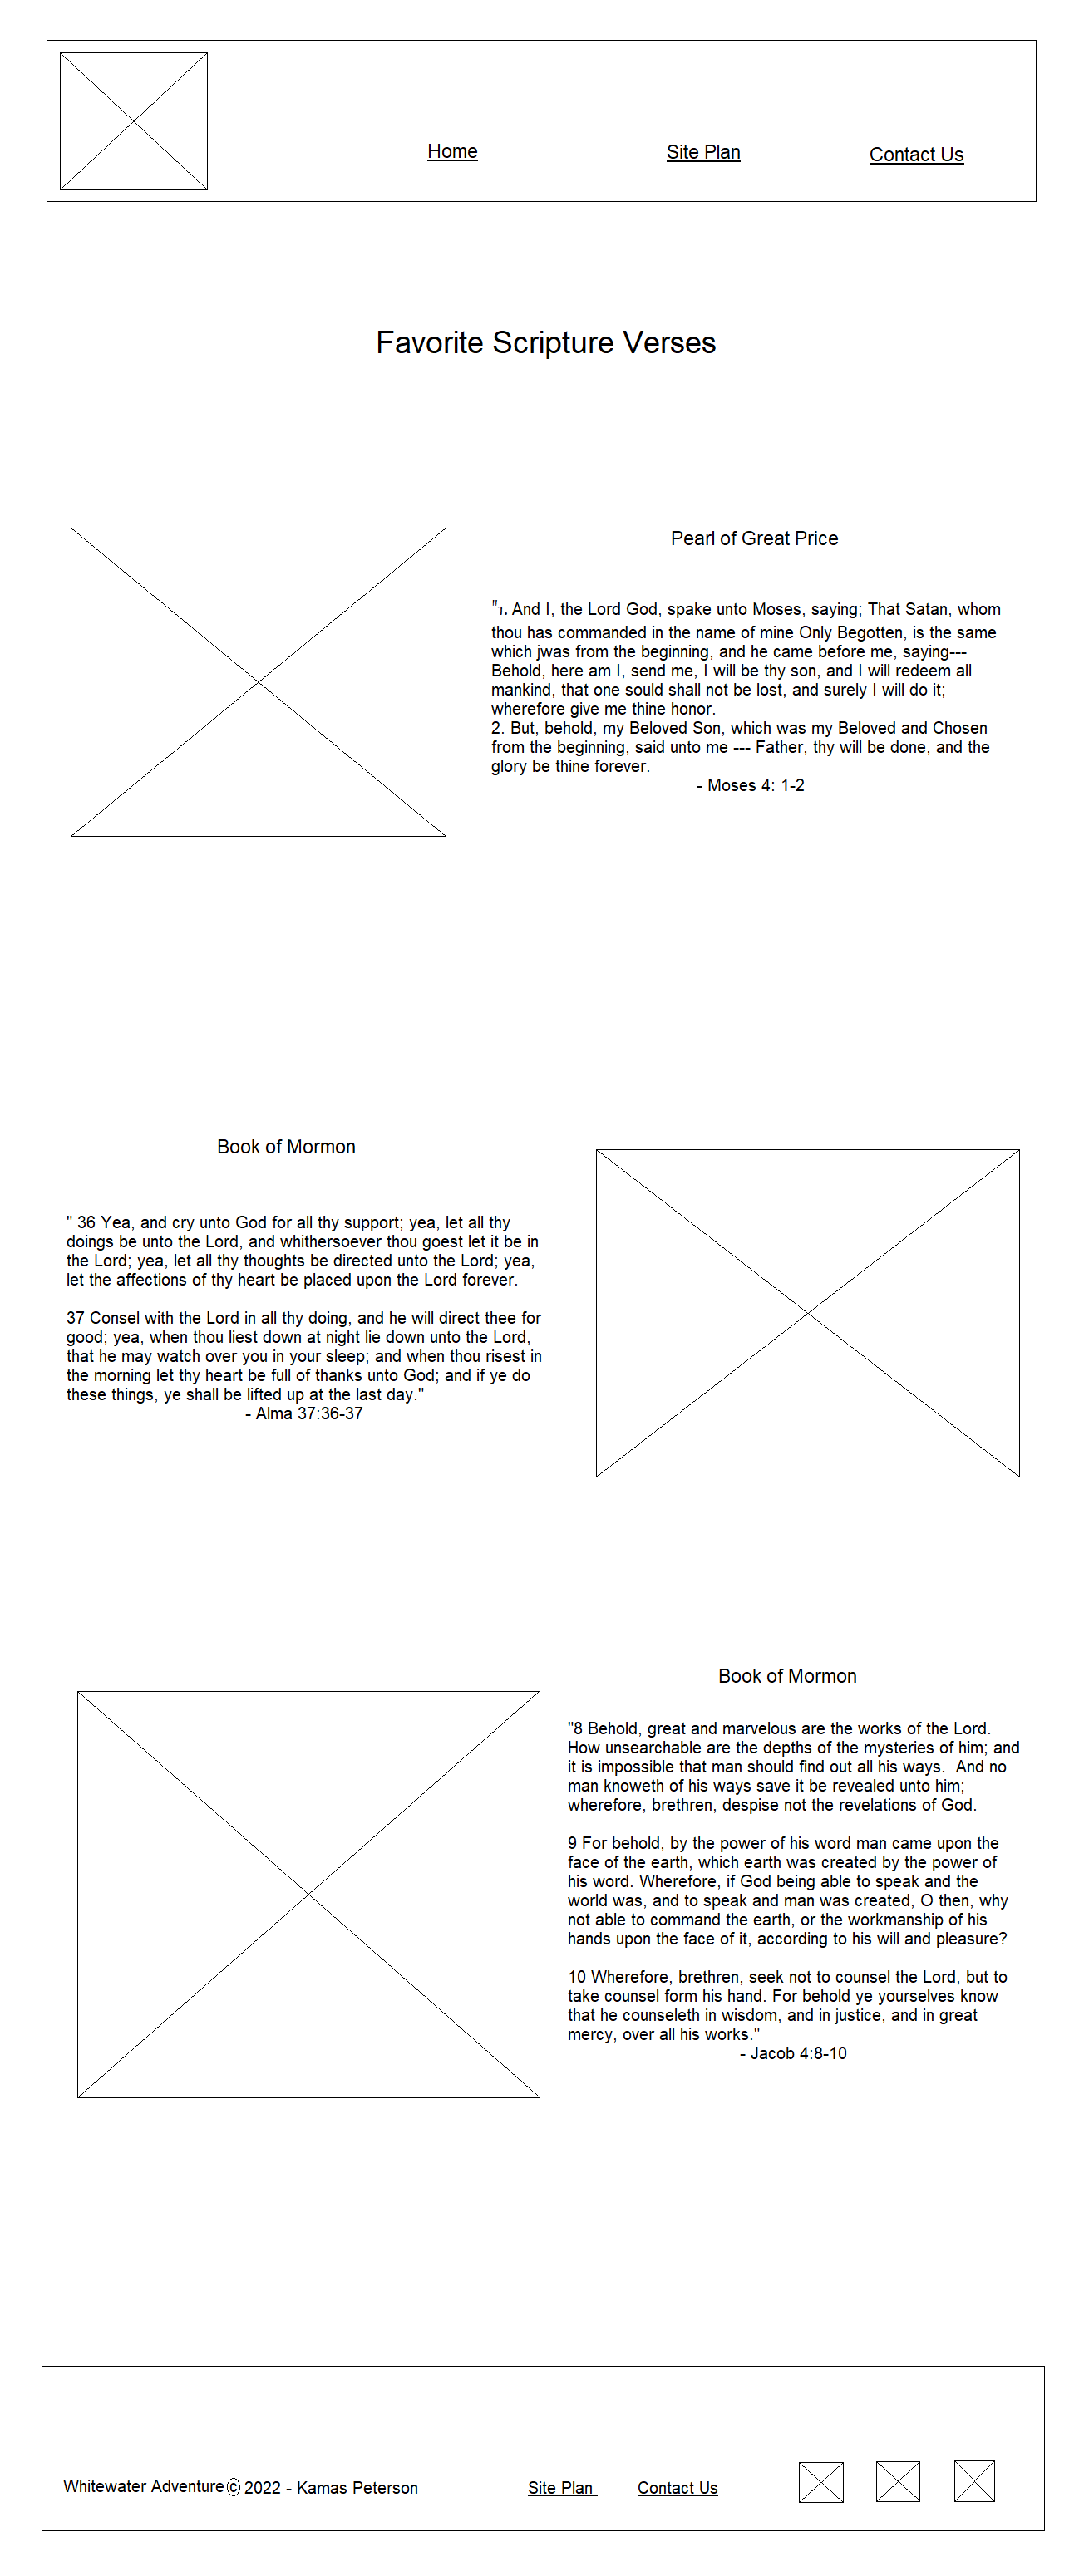 Home
Site Plan
Contact Us
Favorite Scripture Verses
Pearl of Great Price
"1. And I, the Lord God, spake unto Moses, saying; That Satan, whom
thou has commanded in the name of mine Only Begotten, is the same
which jwas from the beginning, and he came before me, saying---
Behold, here am I, send me, I will be thy son, and I will redeem all
mankind, that one sould shall not be lost, and surely I will do it;
wherefore give me thine honor.
2. But, behold, my Beloved Son, which was my Beloved and Chosen
from the beginning, said unto me --- Father, thy will be done, and the
glory be thine forever.
- Moses 4: 1-2
Book of Mormon
" 36 Yea, and cry unto God for all thy support; yea, let all thy
doings be unto the Lord, and whithersoever thou goest let it be in
the Lord; yea, let all thy thoughts be directed unto the Lord; yea,
let the affections of thy heart be placed upon the Lord forever.
37 Consel with the Lord in all thy doing, and he will direct thee for
good; yea, when thou liest down at night lie down unto the Lord,
that he may watch over you in your sleep; and when thou risest in
the morning let thy heart be full of thanks unto God; and if ye do
these things, ye shall be lifted up at the last day."
- Alma 37:36-37
Book of Mormon
"8 Behold, great and marvelous are the works of the Lord.
How unsearchable are the depths of the mysteries of him; and
it is impossible that man should find out all his ways.  And no
man knoweth of his ways save it be revealed unto him;
wherefore, brethren, despise not the revelations of God.
9 For behold, by the power of his word man came upon the
face of the earth, which earth was created by the power of
his word. Wherefore, if God being able to speak and the
world was, and to speak and man was created, O then, why
not able to command the earth, or the workmanship of his
hands upon the face of it, according to his will and pleasure?
10 Wherefore, brethren, seek not to counsel the Lord, but to
take counsel form his hand. For behold ye yourselves know
that he counseleth in wisdom, and in justice, and in great
mercy, over all his works."
- Jacob 4:8-10
Whitewater Adventure © 2022 - Kamas Peterson
Site Plan
Contact Us